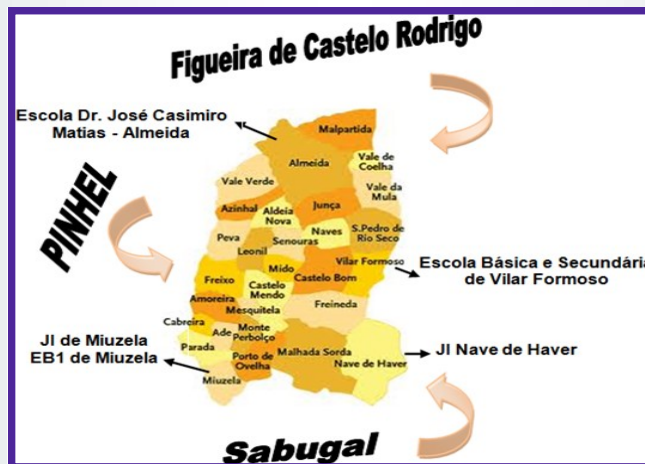 Figueira de Castelo Rodrigo
Escola Dr. José Casimiro
Matias - Almeida
Malpartida
Almeida
Vale de
Coelha
Vale Verde
Vale da
Mula
PINHEL
Azinhal
Aldeia
Nova
Junça
Peva
Naves
S.Pedro de
Rio Seco
Leonil
Senouras
Vilar Formoso
Escola Básica e Secundária
de Vilar Formoso
Freixo
Mido
Castelo Bom
Castelo
Mendo
Amoreira
Mesquitela
Freineda
Cabreira
Ade
Monte
Perbolço
JI de Miuzela
EB1 de Miuzela
Parada
Porto de
Ovelha
Malhada Sorda
Nave de Haver
JI Nave de Haver
Miuzela
Sabugal